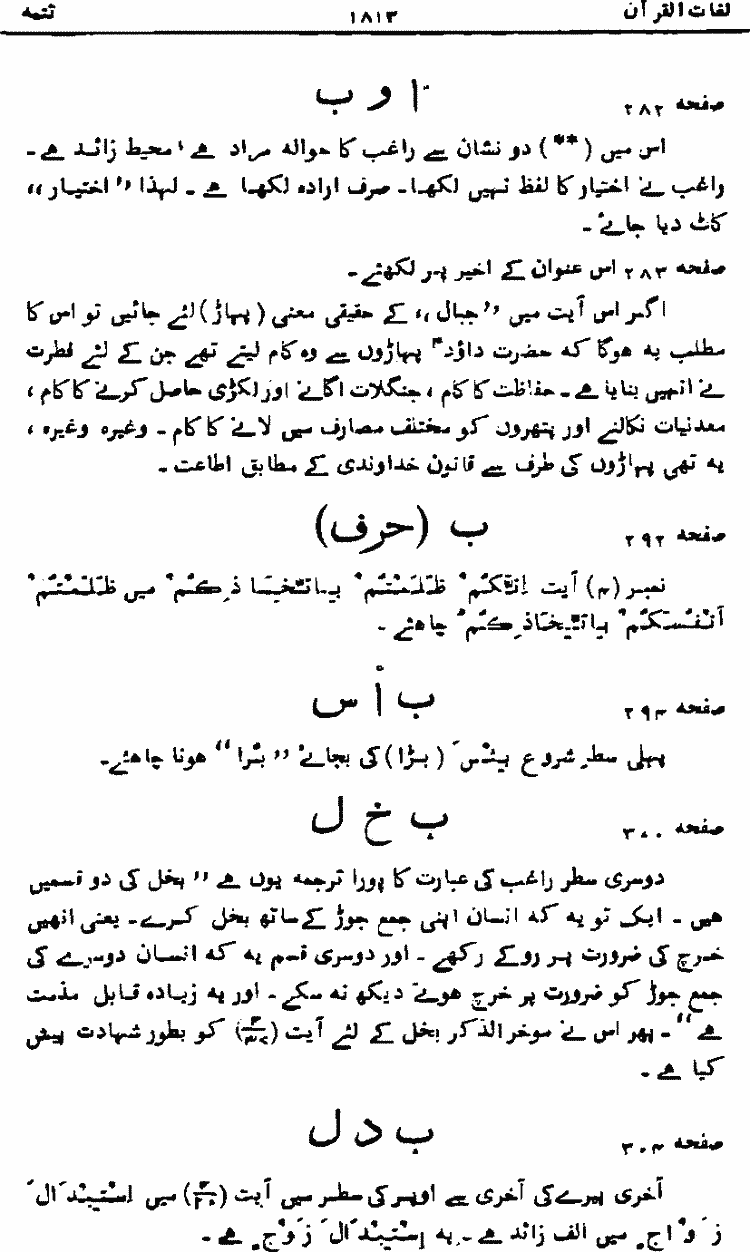 لغات القرآن ۱۸۱۳ تتمہ
صفحہ ۲۸۲ ا و ب
اس میں (**) دو نشان سے راغب کا حوالہ مراد ہے، محیط زائد ہے۔
راغب نے اختیار کا لفظ نہیں لکھا۔ صرف ارادہ لکھا ہے۔ لہذا ’’اختیار،،
کاٹ دیا جائے۔
صفحہ ۲۸۳ اس عنوان کے اخیر پر لکھئے۔
اگر اس آیت میں ’’جبال،، کے حقیقی معنی (پہاڑ) لئے جائیں تو اس کا
مطلب یہ ہوگا کہ حضرت داؤدؑ پہاڑوں سے وہ کام لیتے تھے جن کے لئے فطرت
نے انہیں بنایا ہے۔ حفاظت کا کام، جنگلات اگانے اور لکڑی حاصل کرنے کا کام،
معدنیات نکالنے اور پتھروں کو مختلف مصارف میں لانے کا کام۔ وغیرہ وغیرہ،
یہ تھی پہاڑوں کی طرف سے قانون خداوندی کے مطابق اطاعت۔
صفحہ ۲۹۲ ب (حرف)
نمبر (۴) آیت اِنَّکُمْ ظَلَمْتُمْ بِاتِّخَاذِکُمْ میں ظَلَمْتُمْ
اَنْفُسَکُمْ بِاتِّخَاذِکُمْ چاہئے۔
صفحہ ۲۹۴ ب أ س
پہلی سطر شروع بِئْسَ (بڑا) کی بجائے ’’بُرا‘‘ ہونا چاہئے۔
صفحہ ۳۰۰ ب خ ل
دوسری سطر راغب کی عبارت کا پورا ترجمہ یوں ہے ’’بخل کی دو قسمیں
ہیں۔ ایک تو یہ کہ انسان اپنی جمع جوڑ کے ساتھ بخل کرے۔ یعنی انہیں
خرچ کی ضرورت پر روکے رکھے۔ اور دوسری قسم یہ کہ انسان دوسرے کی
جمع جوڑ کو ضرورت پر خرچ ہوتے دیکھ نہ سکے۔ اور یہ زیادہ قابل مذمت
ہے‘‘۔ پھر اس نے موخرالذکر بخل کے لئے آیت (۴/۳۷) کو بطور شہادت پیش
کیا ہے۔
صفحہ ۳۰۴ ب د ل
آخری پیرے کی آخری سے اوپر کی سطر میں آیت (۴/۲۰) میں اِسْتِبْدَالَ
زَوْاجٍ میں الف زائد ہے۔ یہ اِسْتِبْدَالَ زَوْجٍ ہے۔